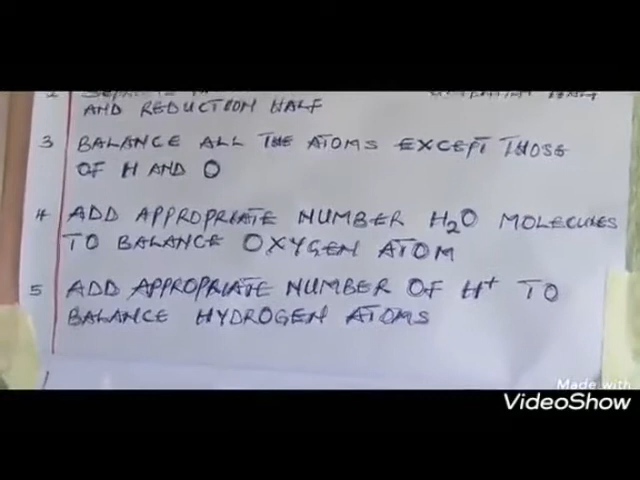 AND REDUCTION HALF
3 BALANCE ALL THE ATOMS EXCEPT THOSE
OF H AND O
4 ADD APPROPRIATE NUMBER H₂O MOLECULES
TO BALANCE OXYGEN ATOM
5 ADD APPROPRIATE NUMBER OF H⁺ TO
BALANCE HYDROGEN ATOMS
Made with
VideoShow